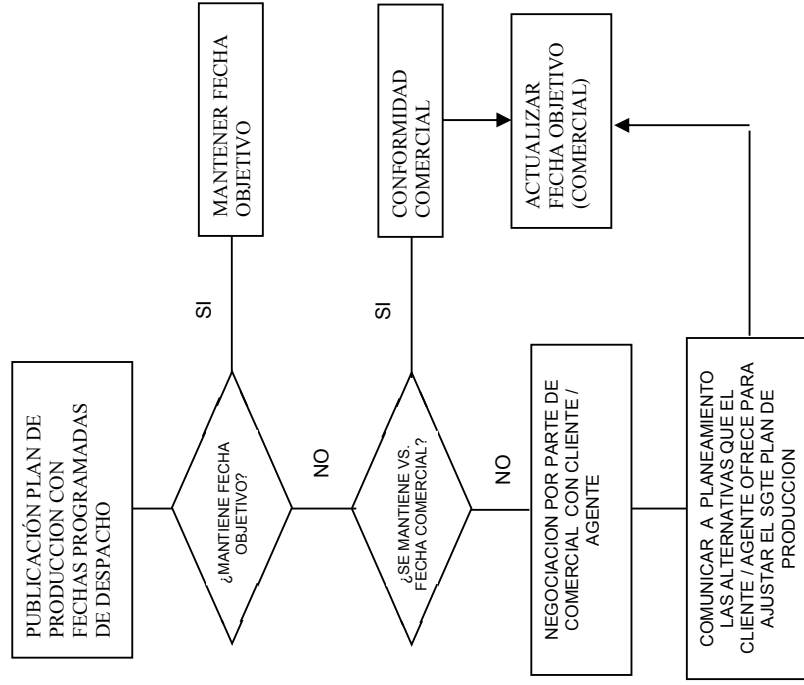 PUBLICACIÓN PLAN DE
PRODUCCION CON
FECHAS PROGRAMADAS
DE DESPACHO
¿MANTIENE FECHA
OBJETIVO?
SI
MANTENER FECHA
OBJETIVO
NO
¿SE MANTIENE VS.
FECHA COMERCIAL?
SI
CONFORMIDAD
COMERCIAL
NO
ACTUALIZAR
FECHA OBJETIVO
(COMERCIAL)
NEGOCIACION POR PARTE DE
COMERCIAL CON CLIENTE /
AGENTE
COMUNICAR A PLANEAMIENTO
LAS ALTERNATIVAS QUE EL
CLIENTE / AGENTE OFRECE PARA
AJUSTAR EL SGTE PLAN DE
PRODUCCION